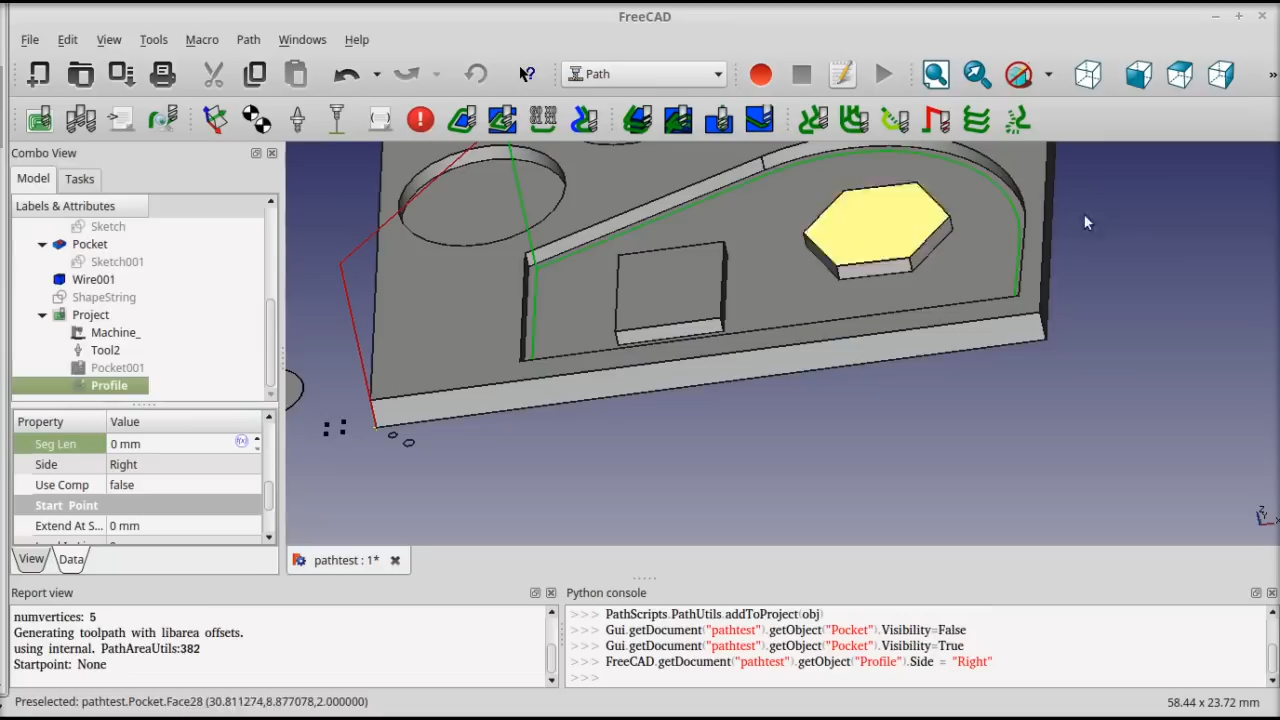 FreeCAD
File Edit View Tools Macro Path Windows Help
Path
»
Combo View
Model Tasks
Labels & Attributes
Sketch
Pocket
Sketch001
Wire001
ShapeString
Project
Machine_
Tool2
Pocket001
Profile
Property Value
Seg Len 0 mm
Side Right
Use Comp false
Start Point
Extend At S... 0 mm
View Data
pathtest : 1*
Report view
numvertices: 5
Generating toolpath with libarea offsets.
using internal. PathAreaUtils:382
Startpoint: None
Python console
>>> PathScripts.PathUtils.addToProject(obj)
>>> Gui.getDocument("pathtest").getObject("Pocket").Visibility=False
>>> Gui.getDocument("pathtest").getObject("Pocket").Visibility=True
>>> FreeCAD.getDocument("pathtest").getObject("Profile").Side = "Right"
>>>
Preselected: pathtest.Pocket.Face28 (30.811274,8.877078,2.000000)
58.44 x 23.72 mm